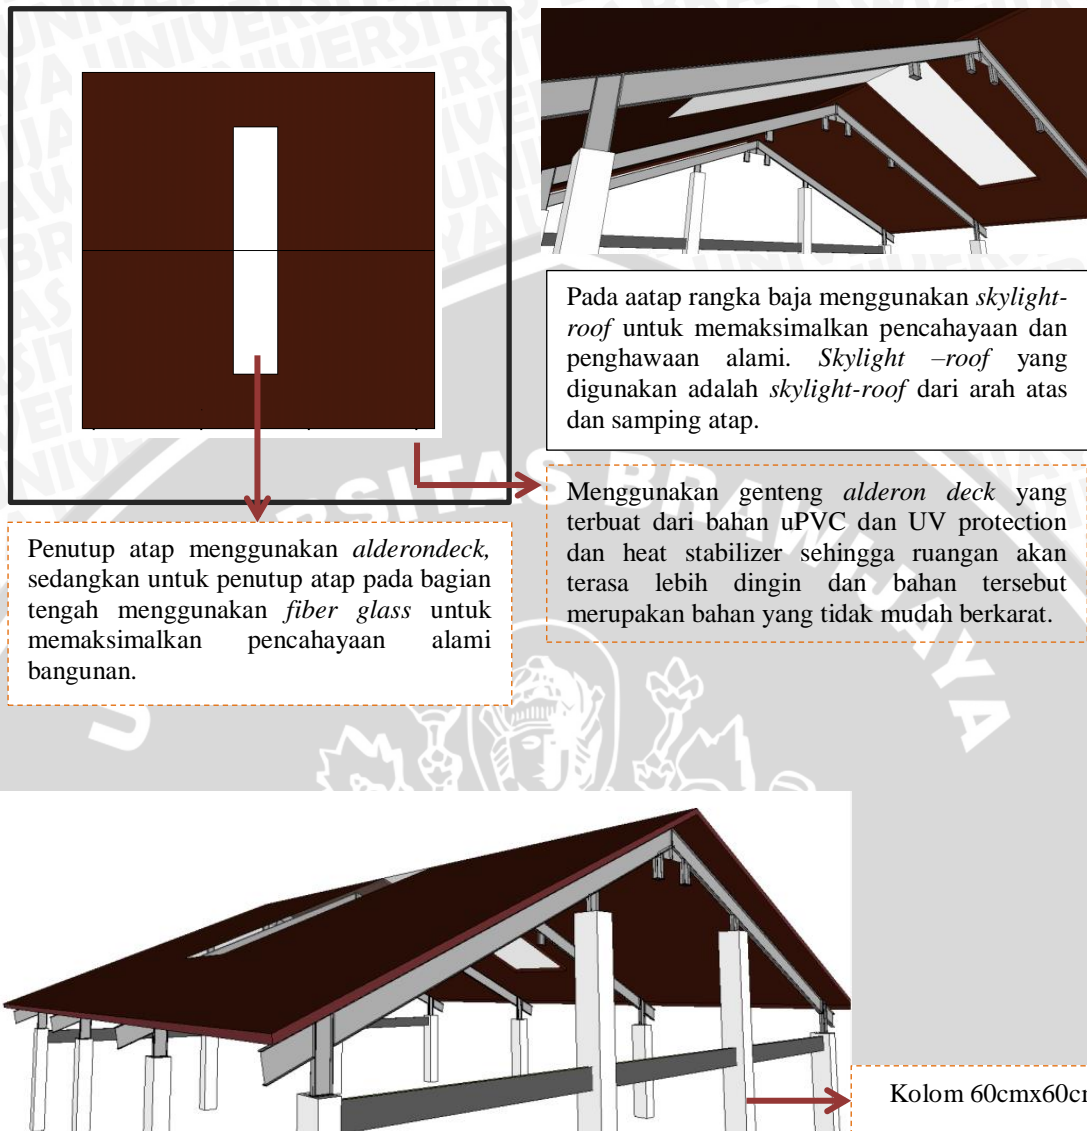 Pada aatap rangka baja menggunakan skylight-
roof untuk memaksimalkan pencahayaan dan
penghawaan alami. Skylight –roof yang
digunakan adalah skylight-roof dari arah atas
dan samping atap.
Menggunakan genteng alderon deck yang
terbuat dari bahan uPVC dan UV protection
dan heat stabilizer sehingga ruangan akan
terasa lebih dingin dan bahan tersebut
merupakan bahan yang tidak mudah berkarat.
Penutup atap menggunakan alderondeck,
sedangkan untuk penutup atap pada bagian
tengah menggunakan fiber glass untuk
memaksimalkan pencahayaan alami
bangunan.
UNIVERSITAS BRAWIJAYA
Kolom 60cmx60cm